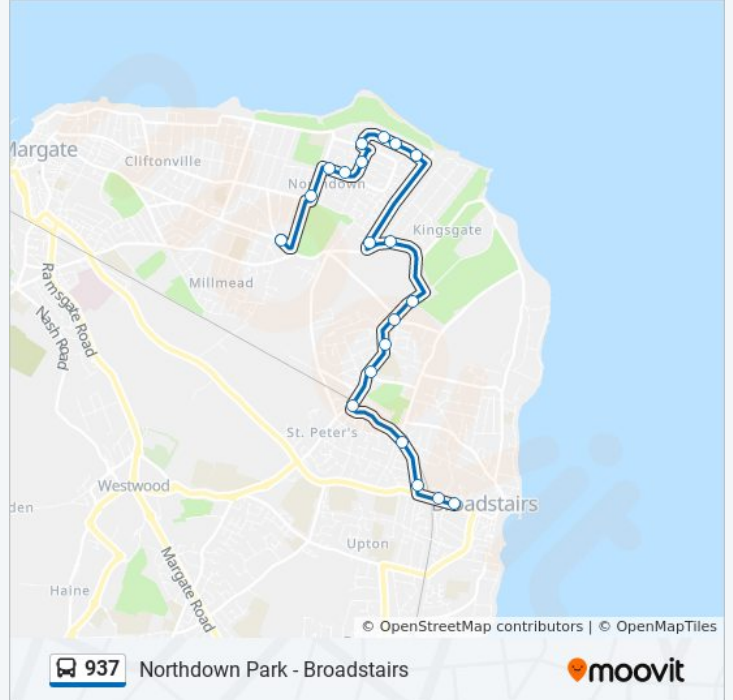 Margate
Cliftonville
Northdown
Kingsgate
Millmead
Ramsgate Road
Nash Road
St. Peter's
Westwood
Broadstairs
den
Upton
Margate Road
Haine
© OpenStreetMap contributors | © OpenMapTiles
937 Northdown Park - Broadstairs
moovit